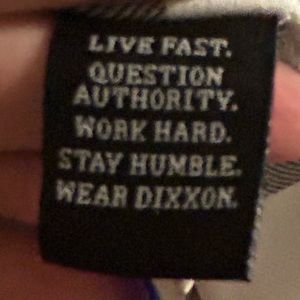 LIVE FAST.
QUESTION
AUTHORITY.
WORK HARD.
STAY HUMBLE.
WEAR DIXXON.